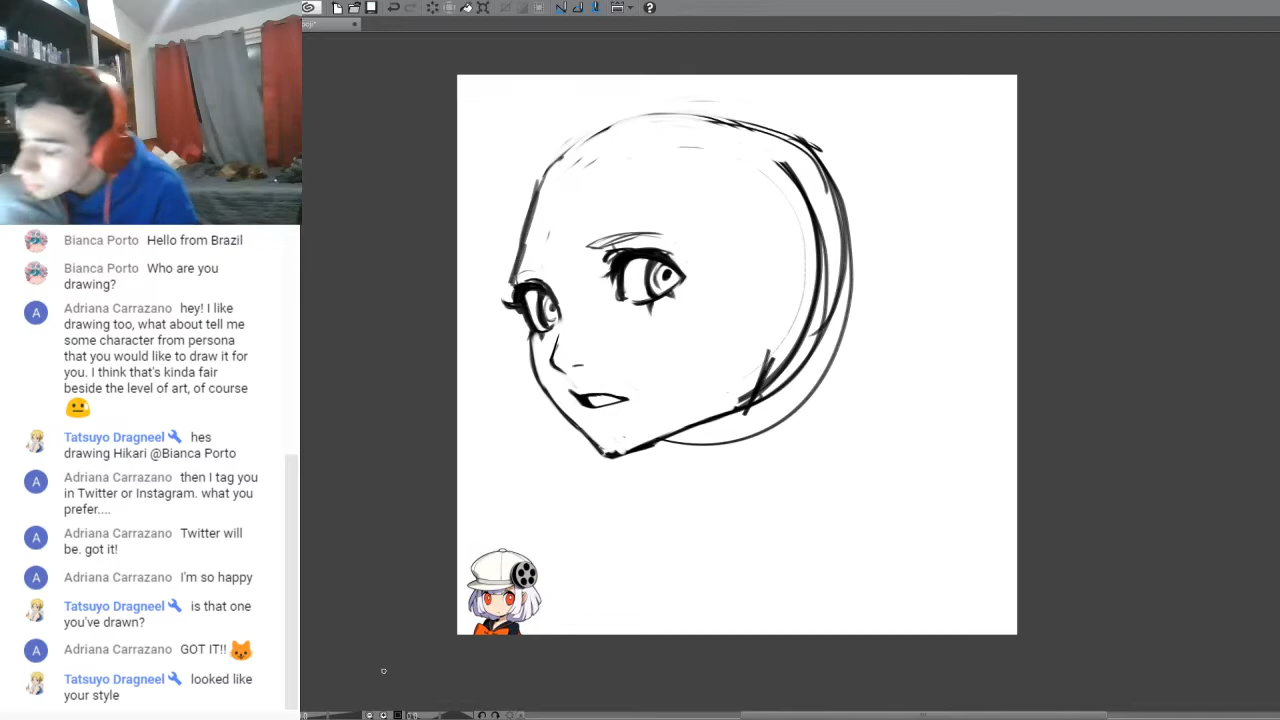 Bianca Porto Hello from Brazil
Bianca Porto Who are you
drawing?
A Adriana Carrazano hey! I like
drawing too, what about tell me
some character from persona
that you would like to draw it for
you. I think that's kinda fair
beside the level of art, of course
Tatsuyo Dragneel hes
drawing Hikari @Bianca Porto
A Adriana Carrazano then I tag you
in Twitter or Instagram. what you
prefer....
A Adriana Carrazano Twitter will
be. got it!
A Adriana Carrazano I'm so happy
Tatsuyo Dragneel is that one
you've drawn?
A Adriana Carrazano GOT IT!!
Tatsuyo Dragneel looked like
your style